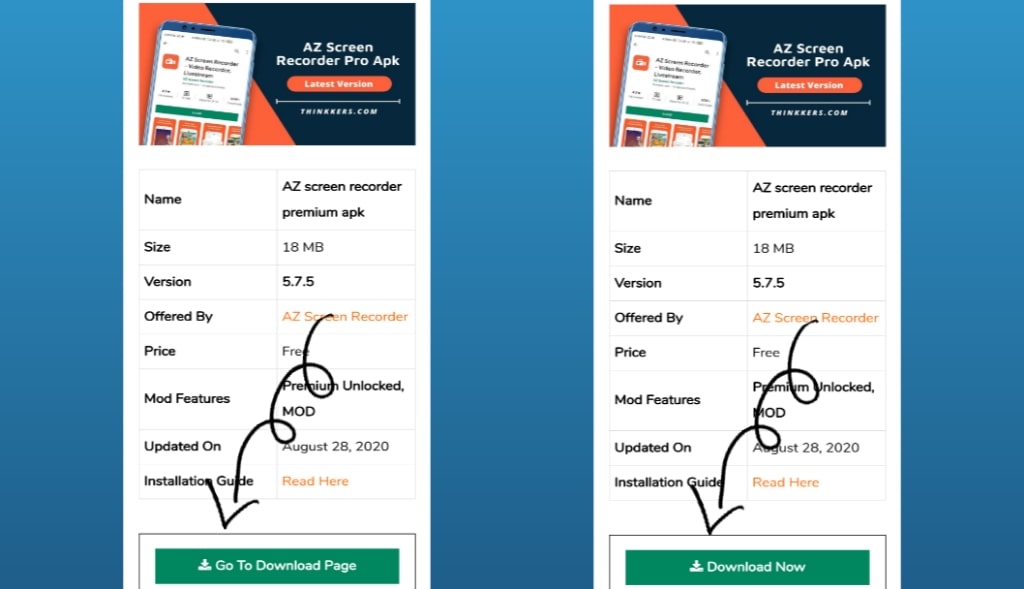 AZ Screen
Recorder Pro Apk
Latest Version
THINKKERS.COM
AZ Screen Recorder
- Video Recorder,
Livestream
Name
AZ screen recorder
premium apk
Size
18 MB
Version
5.7.5
Offered By
AZ Screen Recorder
Price
Free
Mod Features
Premium Unlocked,
MOD
Updated On
August 28, 2020
Installation Guide
Read Here
Go To Download Page
AZ Screen
Recorder Pro Apk
Latest Version
THINKKERS.COM
AZ Screen Recorder
- Video Recorder,
Livestream
Name
AZ screen recorder
premium apk
Size
18 MB
Version
5.7.5
Offered By
AZ Screen Recorder
Price
Free
Mod Features
Premium Unlocked,
MOD
Updated On
August 28, 2020
Installation Guide
Read Here
Download Now